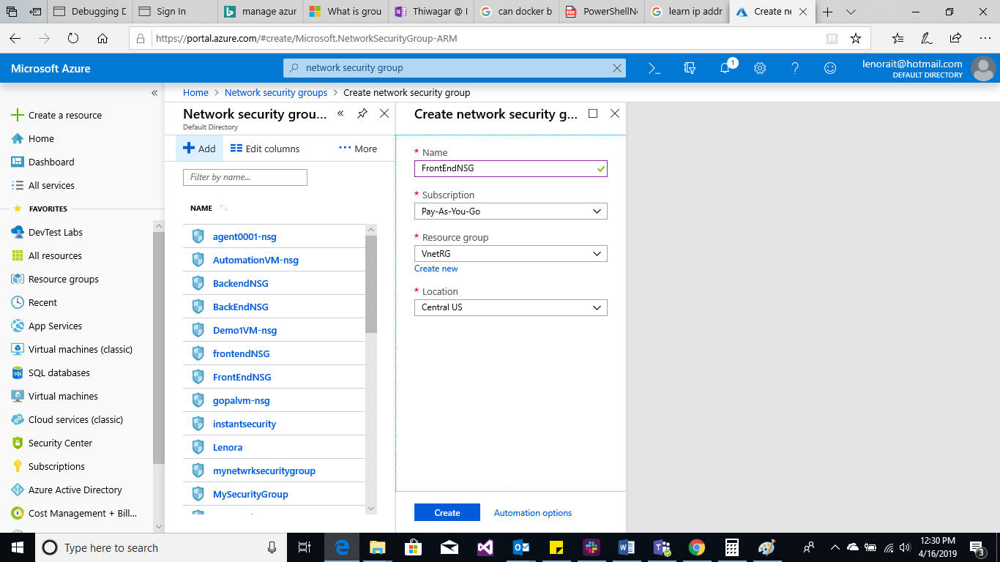 Debugging D
Sign In
manage azur
What is grou
Thiwagar @ I
can docker b
PowerShellNo
learn ip addr
Create ne
https://portal.azure.com/#create/Microsoft.NetworkSecurityGroup-ARM
Microsoft Azure
network security group
1
lenorait@hotmail.com
DEFAULT DIRECTORY
Home > Network security groups > Create network security group
Create a resource
Home
Dashboard
All services
FAVORITES
DevTest Labs
All resources
Resource groups
Recent
App Services
Virtual machines (classic)
SQL databases
Virtual machines
Cloud services (classic)
Security Center
Subscriptions
Azure Active Directory
Cost Management + Bill...
Network security grou...
Default Directory
Add
Edit columns
More
Filter by name...
NAME
agent0001-nsg
AutomationVM-nsg
BackendNSG
BackEndNSG
Demo1VM-nsg
frontendNSG
FrontEndNSG
gopalvm-nsg
instantsecurity
Lenora
mynetwrksecuritygroup
MySecurityGroup
Create network security g...
* Name
FrontEndNSG
* Subscription
Pay-As-You-Go
* Resource group
VnetRG
Create new
* Location
Central US
Create
Automation options
Type here to search
12:30 PM
4/16/2019
3